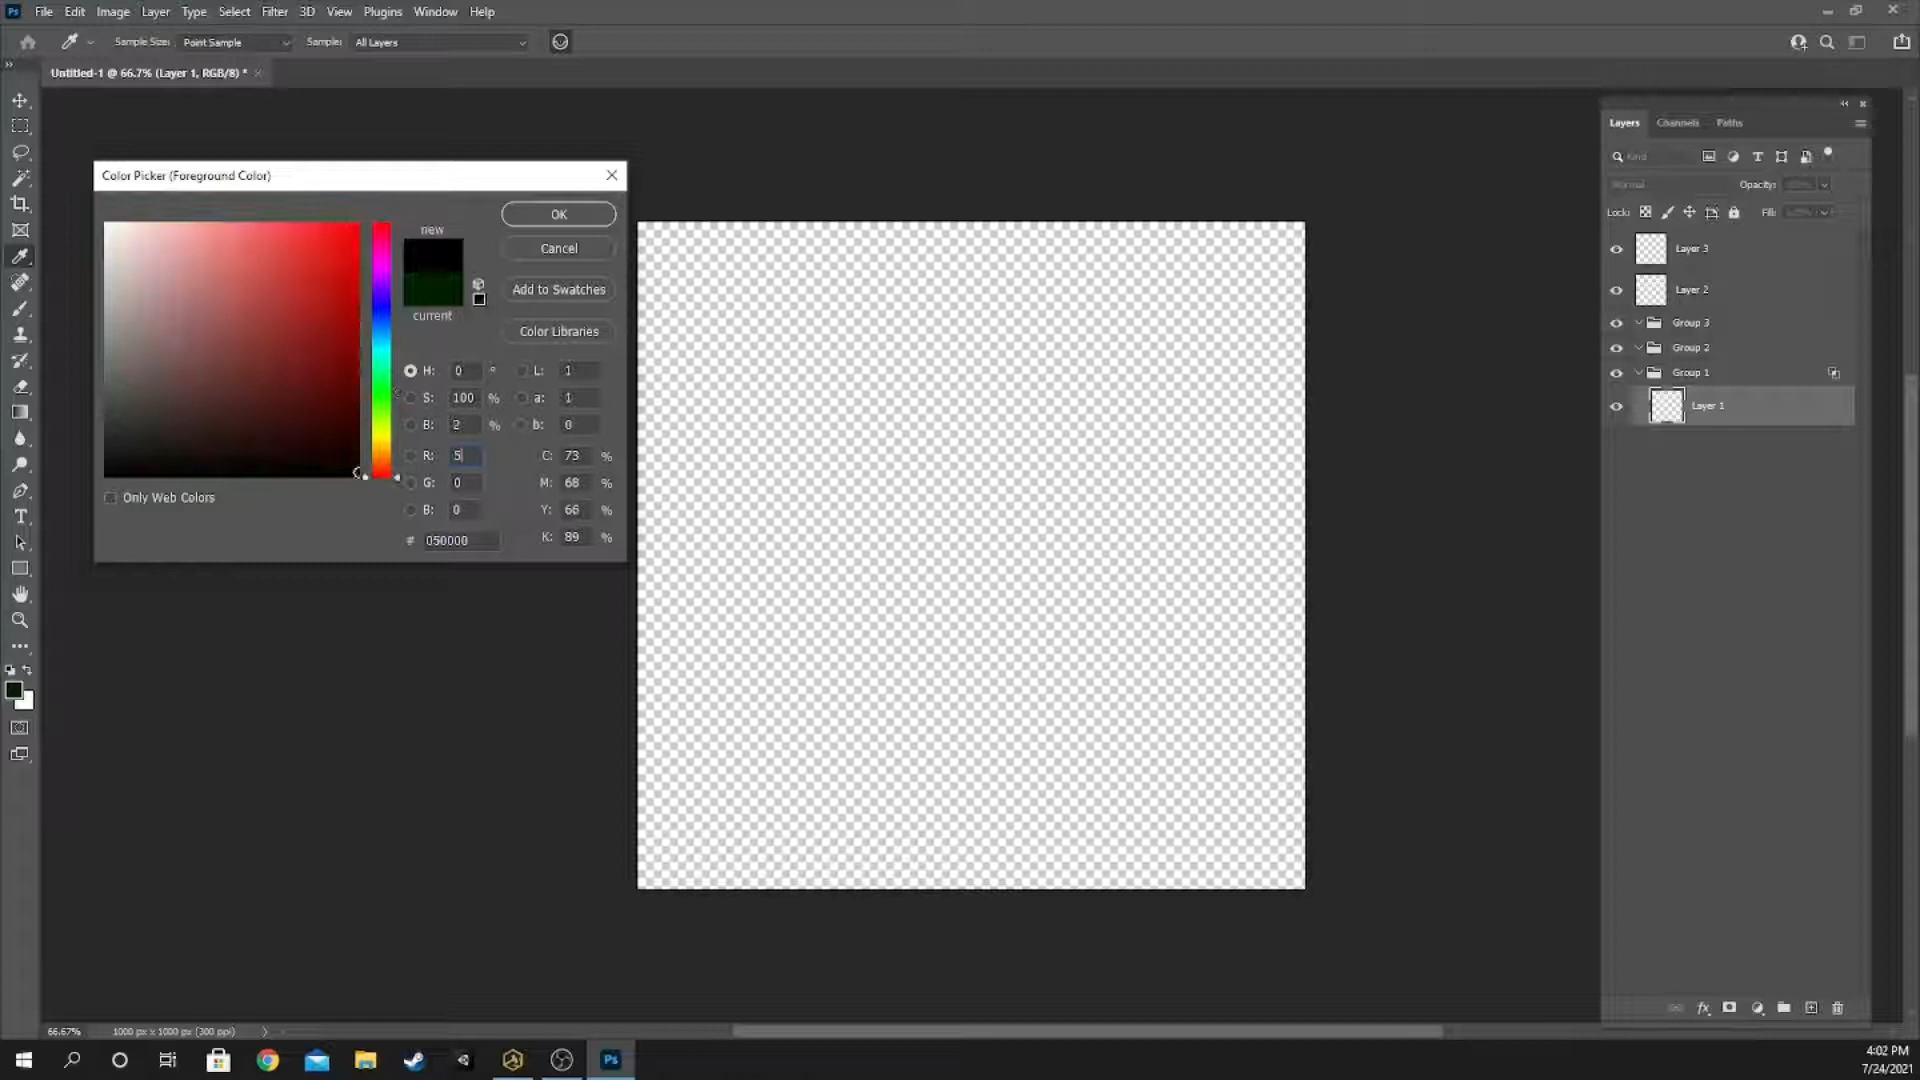 Ps File Edit Image Layer Type Select Filter 3D View Plugins Window Help
Sample Size: Point Sample Sample: All Layers
Untitled-1 @ 66.7% (Layer 1, RGB/8) *
Color Picker (Foreground Color)
new
current
OK
Cancel
Add to Swatches
Color Libraries
H: 0 ° L: 1
S: 100 % a: 1
B: 2 % b: 0
R: 5 C: 73 %
G: 0 M: 68 %
B: 0 Y: 66 %
# 050000 K: 89 %
Only Web Colors
Layers Channels Paths
Kind
Normal Opacity:
Lock: Fill:
Layer 3
Layer 2
Group 3
Group 2
Group 1
Layer 1
fx
66.67% 1000 px x 1000 px (300 ppi)
Ps
4:02 PM
7/24/2021